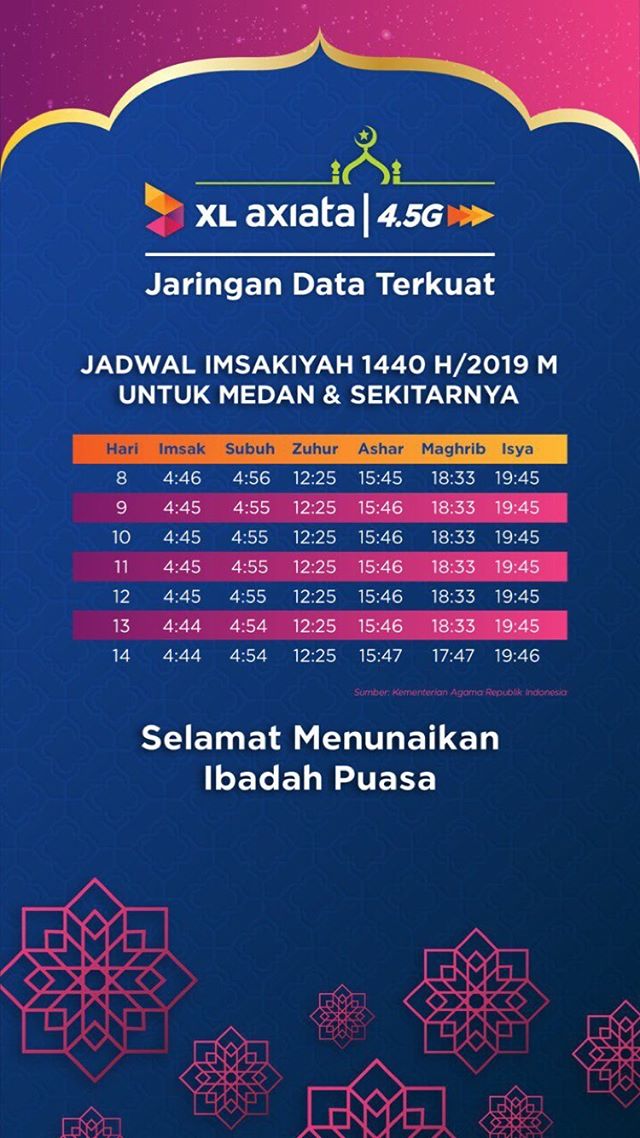 XL axiata | 4.5G
Jaringan Data Terkuat
JADWAL IMSAKIYAH 1440 H/2019 M
UNTUK MEDAN & SEKITARNYA
Hari Imsak Subuh Zuhur Ashar Maghrib Isya
8 4:46 4:56 12:25 15:45 18:33 19:45
9 4:45 4:55 12:25 15:46 18:33 19:45
10 4:45 4:55 12:25 15:46 18:33 19:45
11 4:45 4:55 12:25 15:46 18:33 19:45
12 4:45 4:55 12:25 15:46 18:33 19:45
13 4:44 4:54 12:25 15:46 18:33 19:45
14 4:44 4:54 12:25 15:47 17:47 19:46
Sumber: Kementerian Agama Republik Indonesia
Selamat Menunaikan
Ibadah Puasa